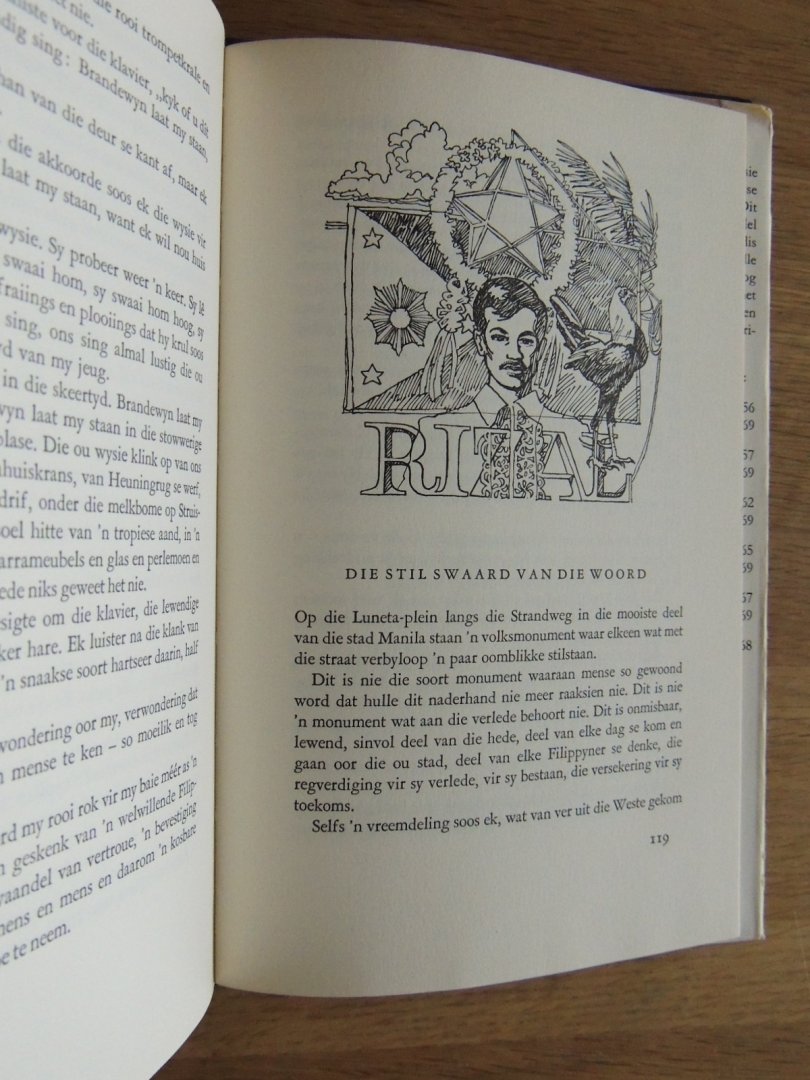 die rooi trompetkrale en
net nie.
voor die klavier, „kyk of u dit
sing: Brandewyn laat my staan,
van die deur se kant af, maar ek
die akkoorde soos ek die wysie vir
laat my staan, want ek wil nou huis
wysie. Sy probeer weer 'n keer. Sy lê
swaai hom, sy swaai hom hoog, sy
fraiings en plooiings dat hy krul soos
sing, ons sing almal lustig die ou
van my jeug.
in die skeertyd. Brandewyn laat my
laat my staan in die stowwerige
Die ou wysie klink op van ons
van Heuningrug se werf,
onder die melkbome op Struis-
hitte van 'n tropiese aand, in 'n
en glas en perlemoen en
niks geweet het nie.
om die klavier, die lewendige
hare. Ek luister na die klank van
'n snaakse soort hartseer daarin, half
oor my, verwondering dat
mense te ken – so moeilik en tog
my rooi rok vir my baie méér as 'n
geskenk van 'n welwillende Filip-
van vertroue, 'n bevestiging
mens en mens en daarom 'n kosbare
te neem.
RITAL
DIE STIL SWAARD VAN DIE WOORD
Op die Luneta-plein langs die Strandweg in die mooiste deel
van die stad Manila staan 'n volksmonument waar elkeen wat met
die straat verbyloop 'n paar oomblikke stilstaan.
Dit is nie die soort monument waaraan mense so gewoond
word dat hulle dit naderhand nie meer raaksien nie. Dit is nie
'n monument wat aan die verlede behoort nie. Dit is onmisbaar,
lewend, sinvol deel van die hede, deel van elke dag se kom en
gaan oor die ou stad, deel van elke Filippyner se denke, die
regverdiging vir sy verlede, vir sy bestaan, die versekering vir sy
toekoms.
Selfs 'n vreemdeling soos ek, wat van ver uit die Weste gekom
119